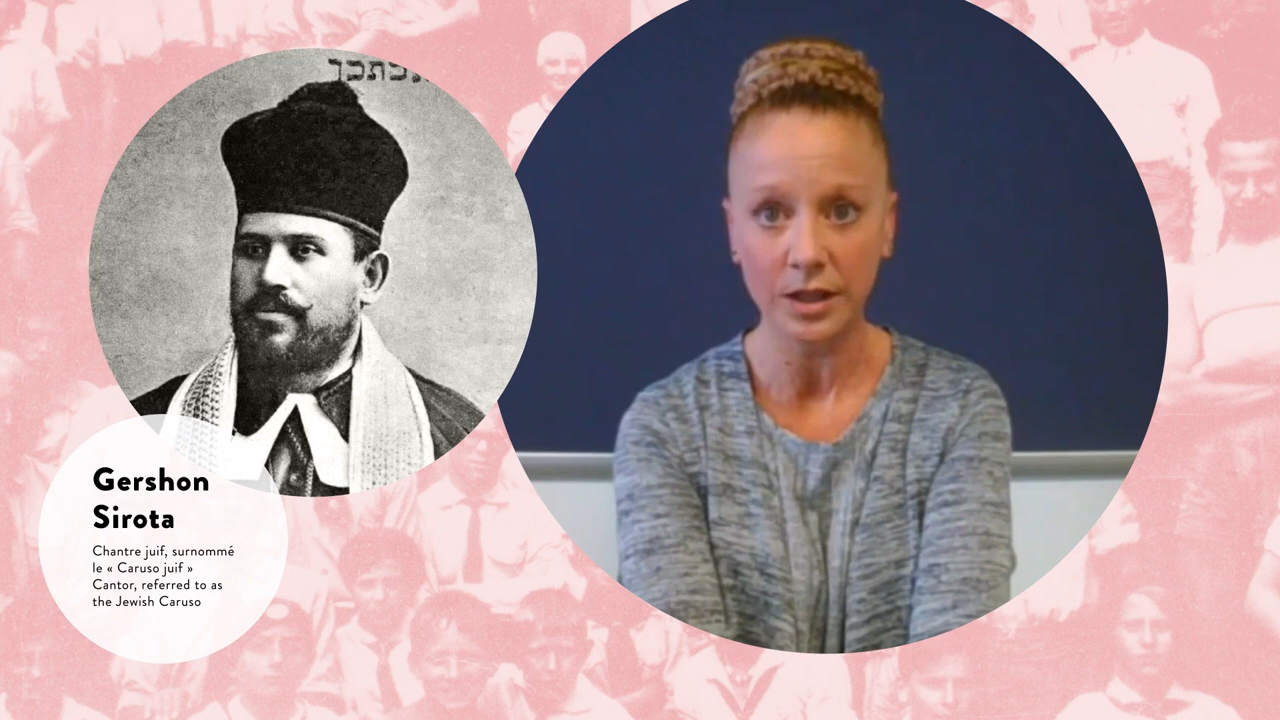 Gershon
Sirota
Chantre juif, surnommé
le « Caruso juif »
Cantor, referred to as
the Jewish Caruso